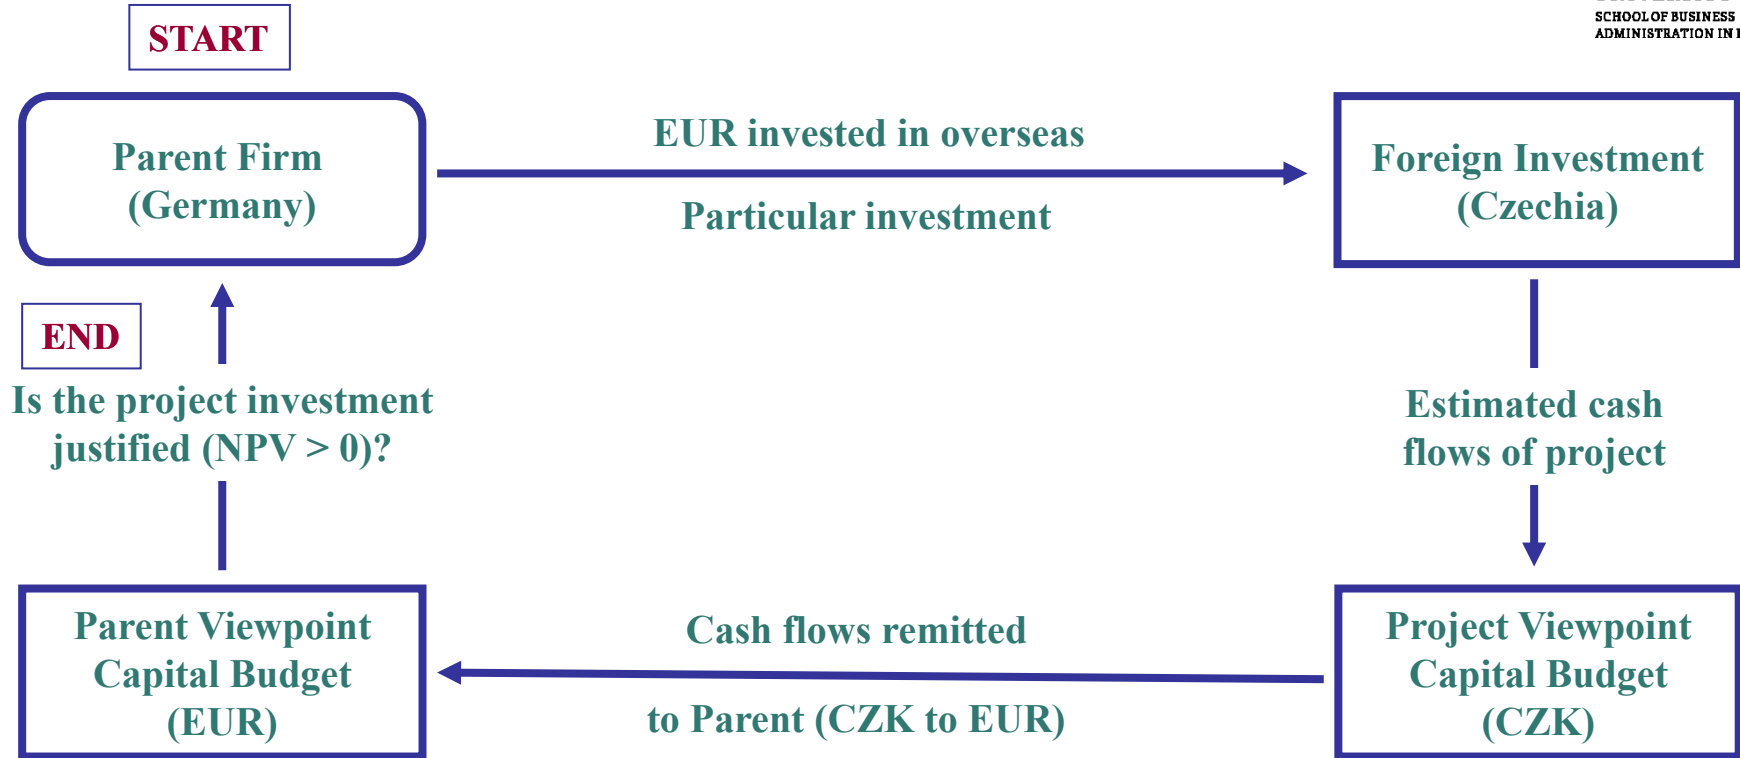 SCHOOL OF BUSINESS
ADMINISTRATION IN
START
Parent Firm
(Germany)
EUR invested in overseas
Particular investment
Foreign Investment
(Czechia)
END
Is the project investment
justified (NPV > 0)?
Estimated cash
flows of project
Parent Viewpoint
Capital Budget
(EUR)
Cash flows remitted
to Parent (CZK to EUR)
Project Viewpoint
Capital Budget
(CZK)